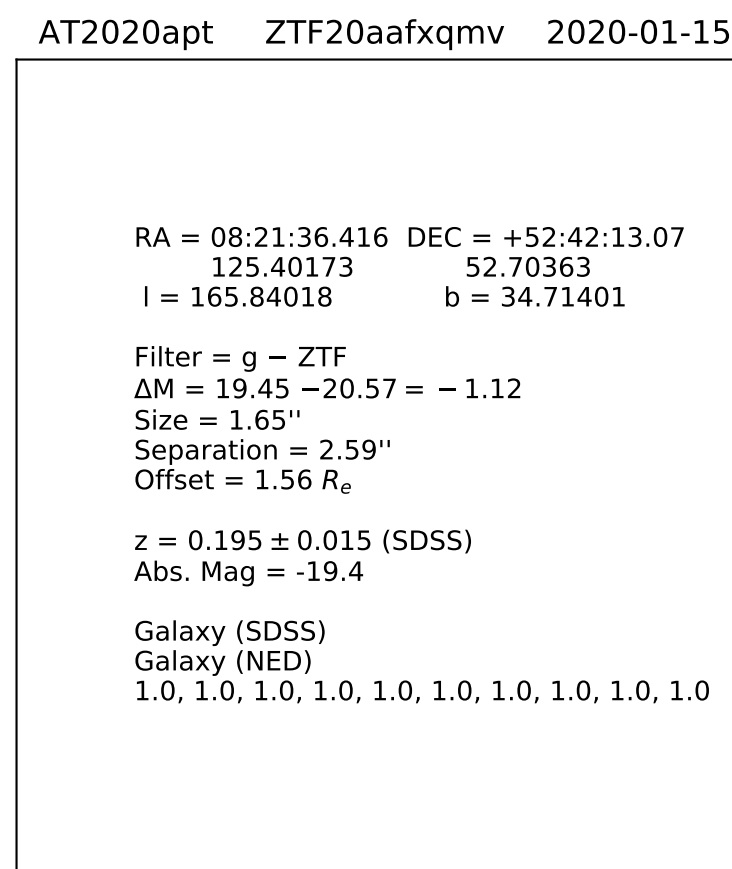 AT2020apt ZTF20aafxqmv 2020-01-15
RA = 08:21:36.416 DEC = +52:42:13.07
125.40173 52.70363
l = 165.84018 b = 34.71401
Filter = g − ZTF
ΔM = 19.45 −20.57 = − 1.12
Size = 1.65''
Separation = 2.59''
Offset = 1.56 Rₑ
z = 0.195 ± 0.015 (SDSS)
Abs. Mag = -19.4
Galaxy (SDSS)
Galaxy (NED)
1.0, 1.0, 1.0, 1.0, 1.0, 1.0, 1.0, 1.0, 1.0, 1.0